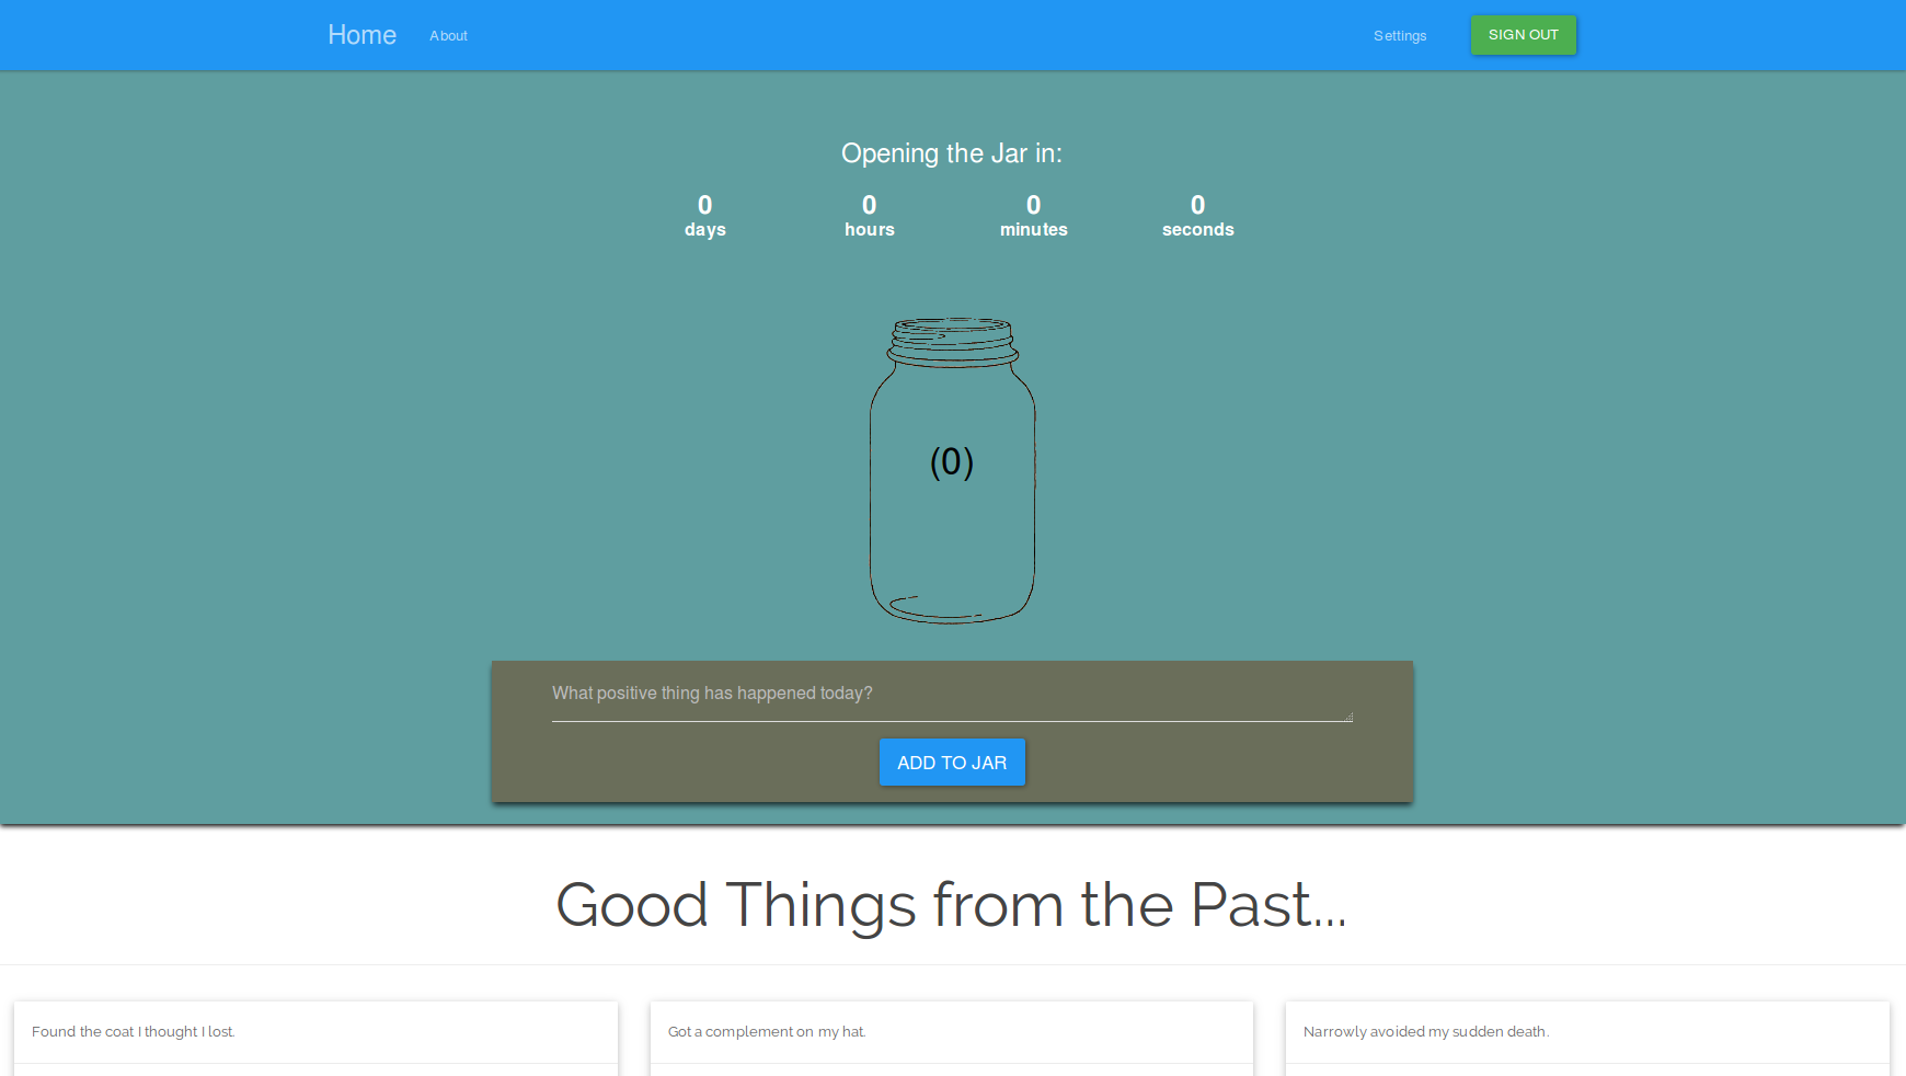 Home About Settings SIGN OUT
Opening the Jar in:
0 0 0 0
days hours minutes seconds
(0)
What positive thing has happened today?
ADD TO JAR
Good Things from the Past...
Found the coat I thought I lost. Got a complement on my hat. Narrowly avoided my sudden death.